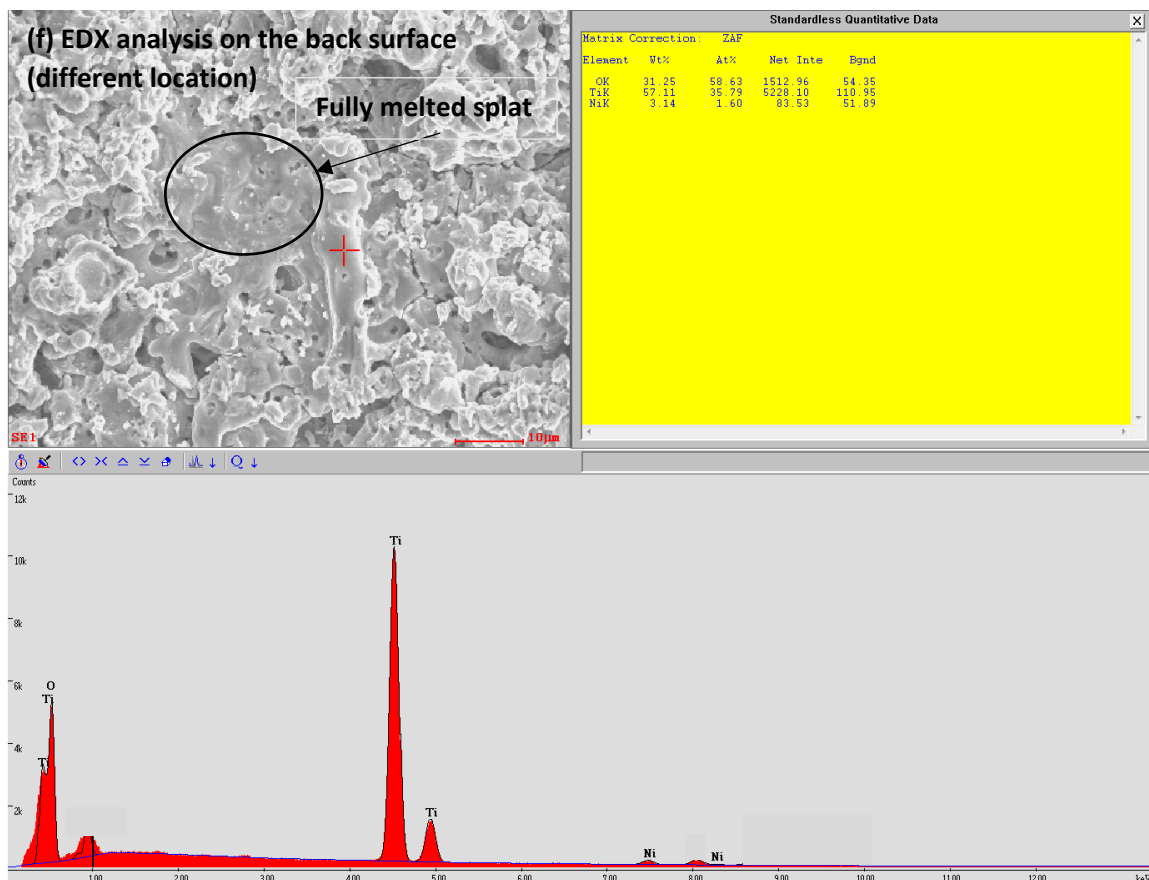 (f) EDX analysis on the back surface
(different location)
Fully melted splat
SE1
10µm
Standardless Quantitative Data
Matrix Correction: ZAF
Element Wt% At% Net Inte Bgnd
OK 31.25 58.63 1512.96 54.35
TiK 57.11 35.79 5228.10 110.95
NiK 3.14 1.60 83.53 51.89
Q
Counts
12k
10k
8k
6k
4k
2k
Ti
O
Ti
Ti
Ti
Ni
Ni
1.00 2.00 3.00 4.00 5.00 6.00 7.00 8.00 9.00 10.00 11.00 12.00